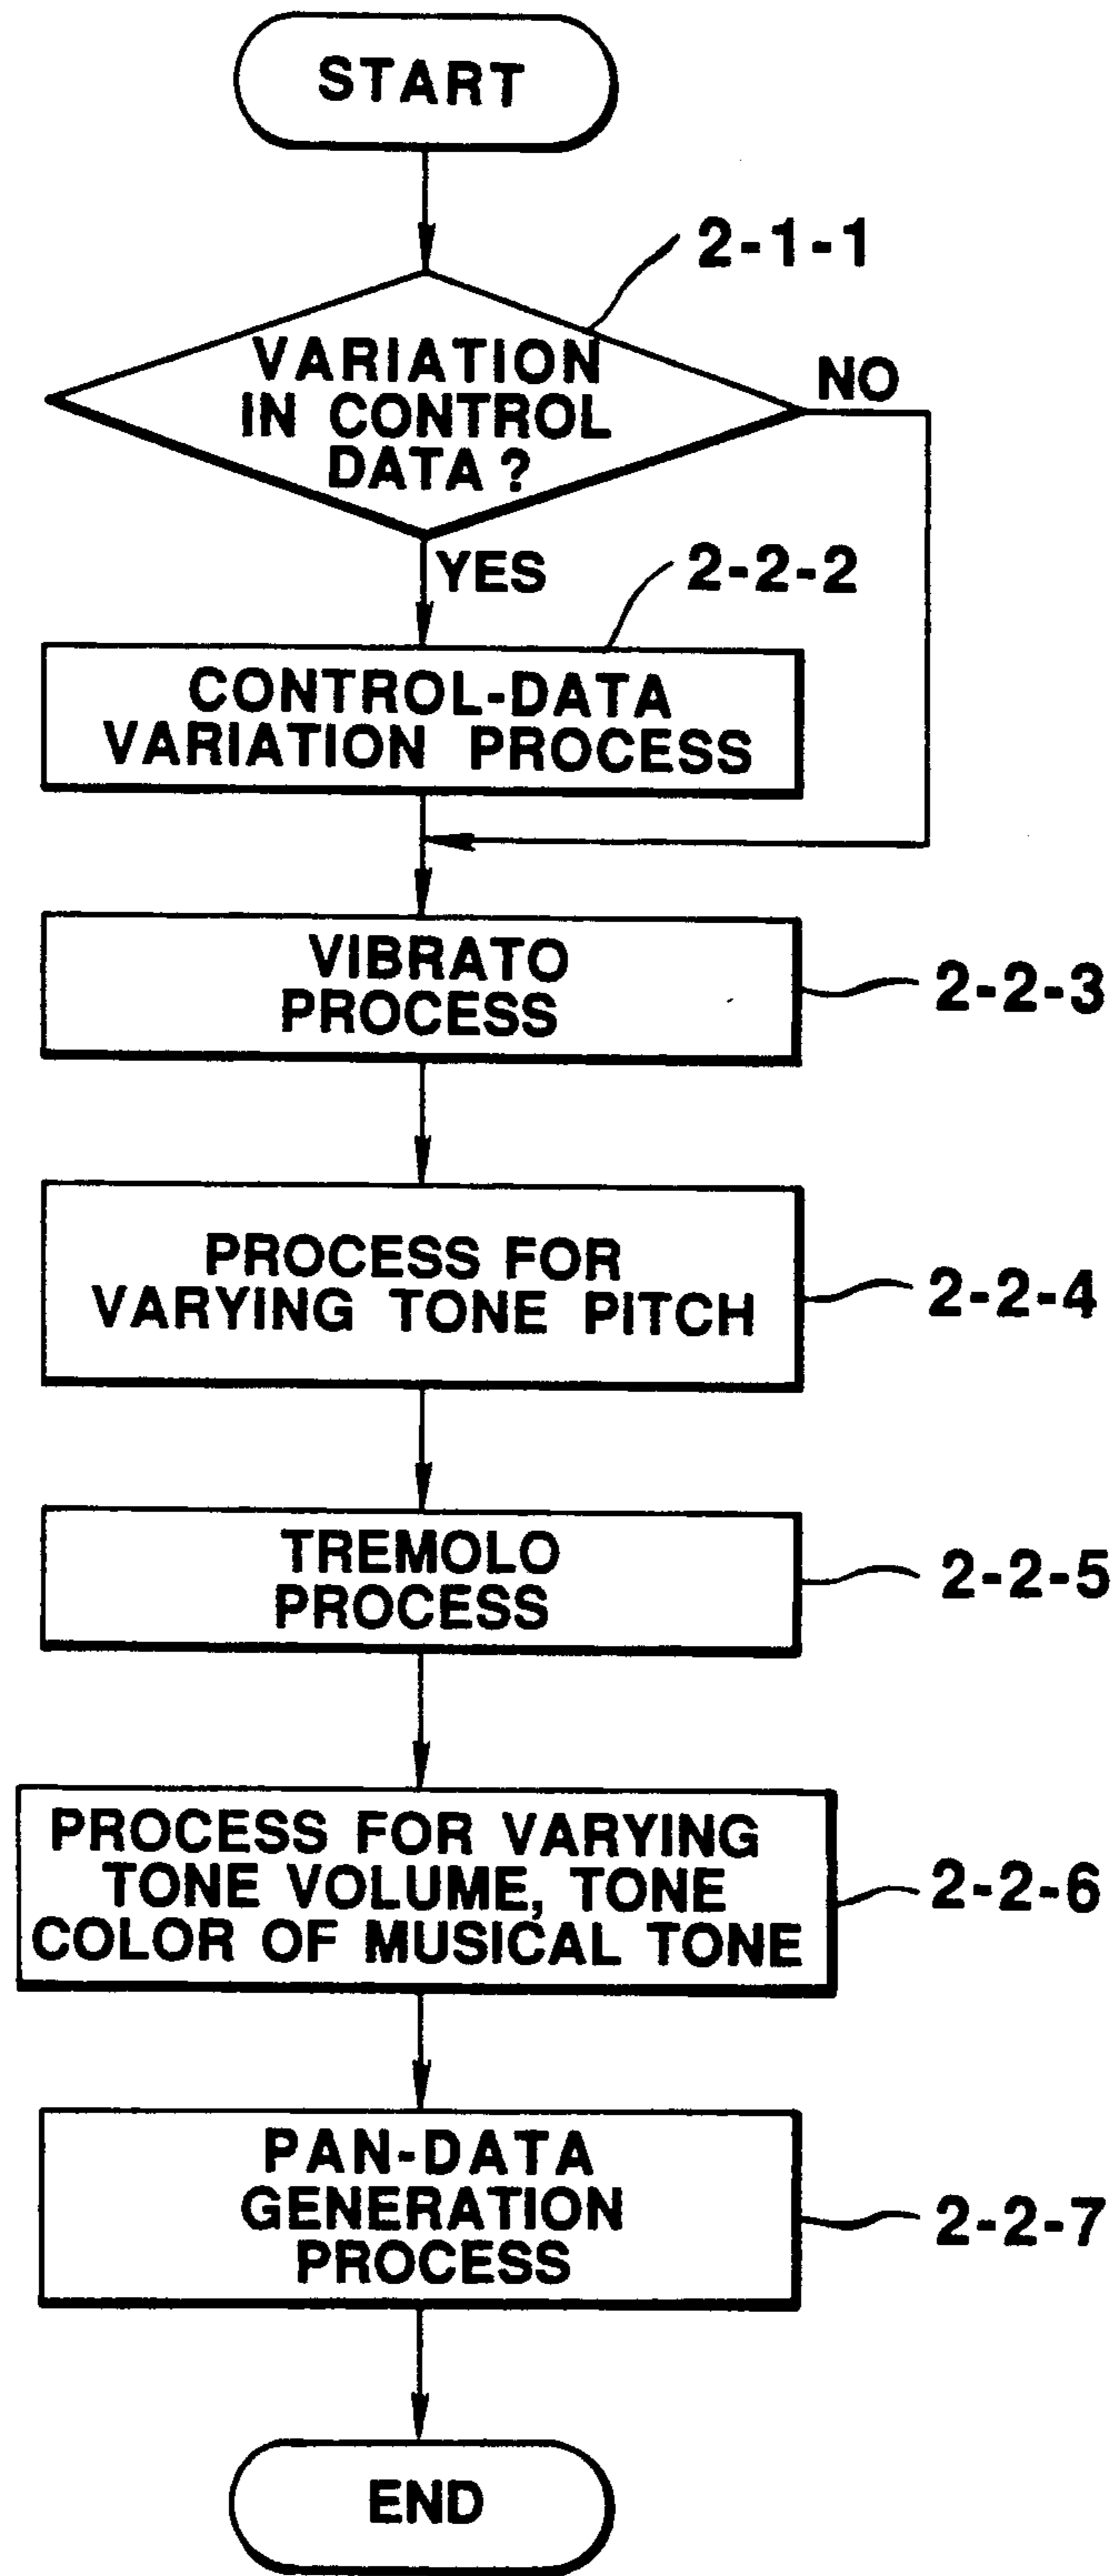 START
2-1-1
VARIATION
IN CONTROL
DATA?
NO
YES
2-2-2
CONTROL-DATA
VARIATION PROCESS
VIBRATO
PROCESS
2-2-3
PROCESS FOR
VARYING TONE PITCH
2-2-4
TREMOLO
PROCESS
2-2-5
PROCESS FOR VARYING
TONE VOLUME, TONE
COLOR OF MUSICAL TONE
2-2-6
PAN-DATA
GENERATION
PROCESS
2-2-7
END